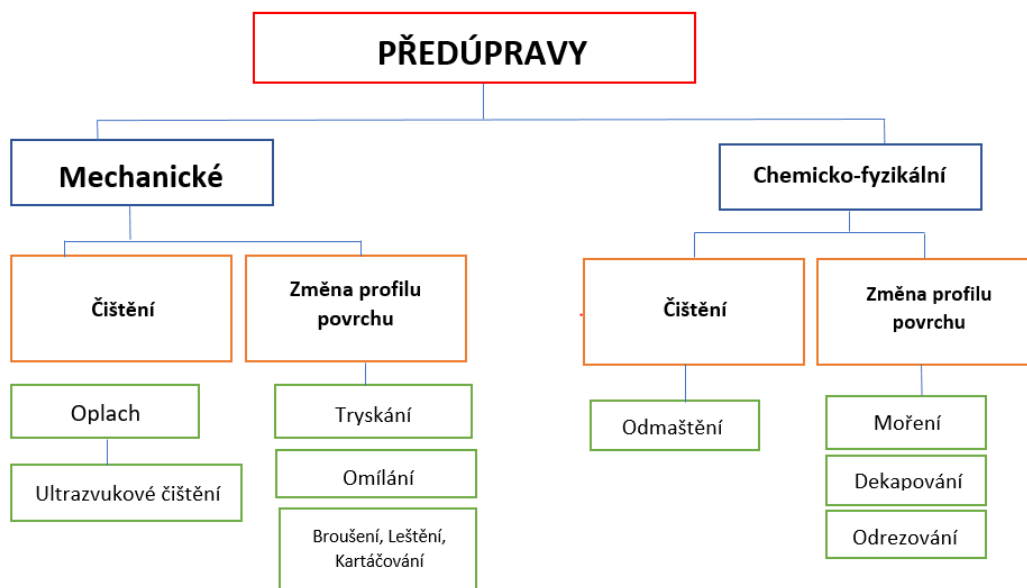 PŘEDÚPRAVY
Mechanické
Chemicko-fyzikální
Čištění
Změna profilu
povrchu
Čištění
Změna profilu
povrchu
Oplach
Tryskání
Odmaštění
Moření
Ultrazvukové čištění
Omílání
Dekapování
Broušení, Leštění,
Kartáčování
Odrezování